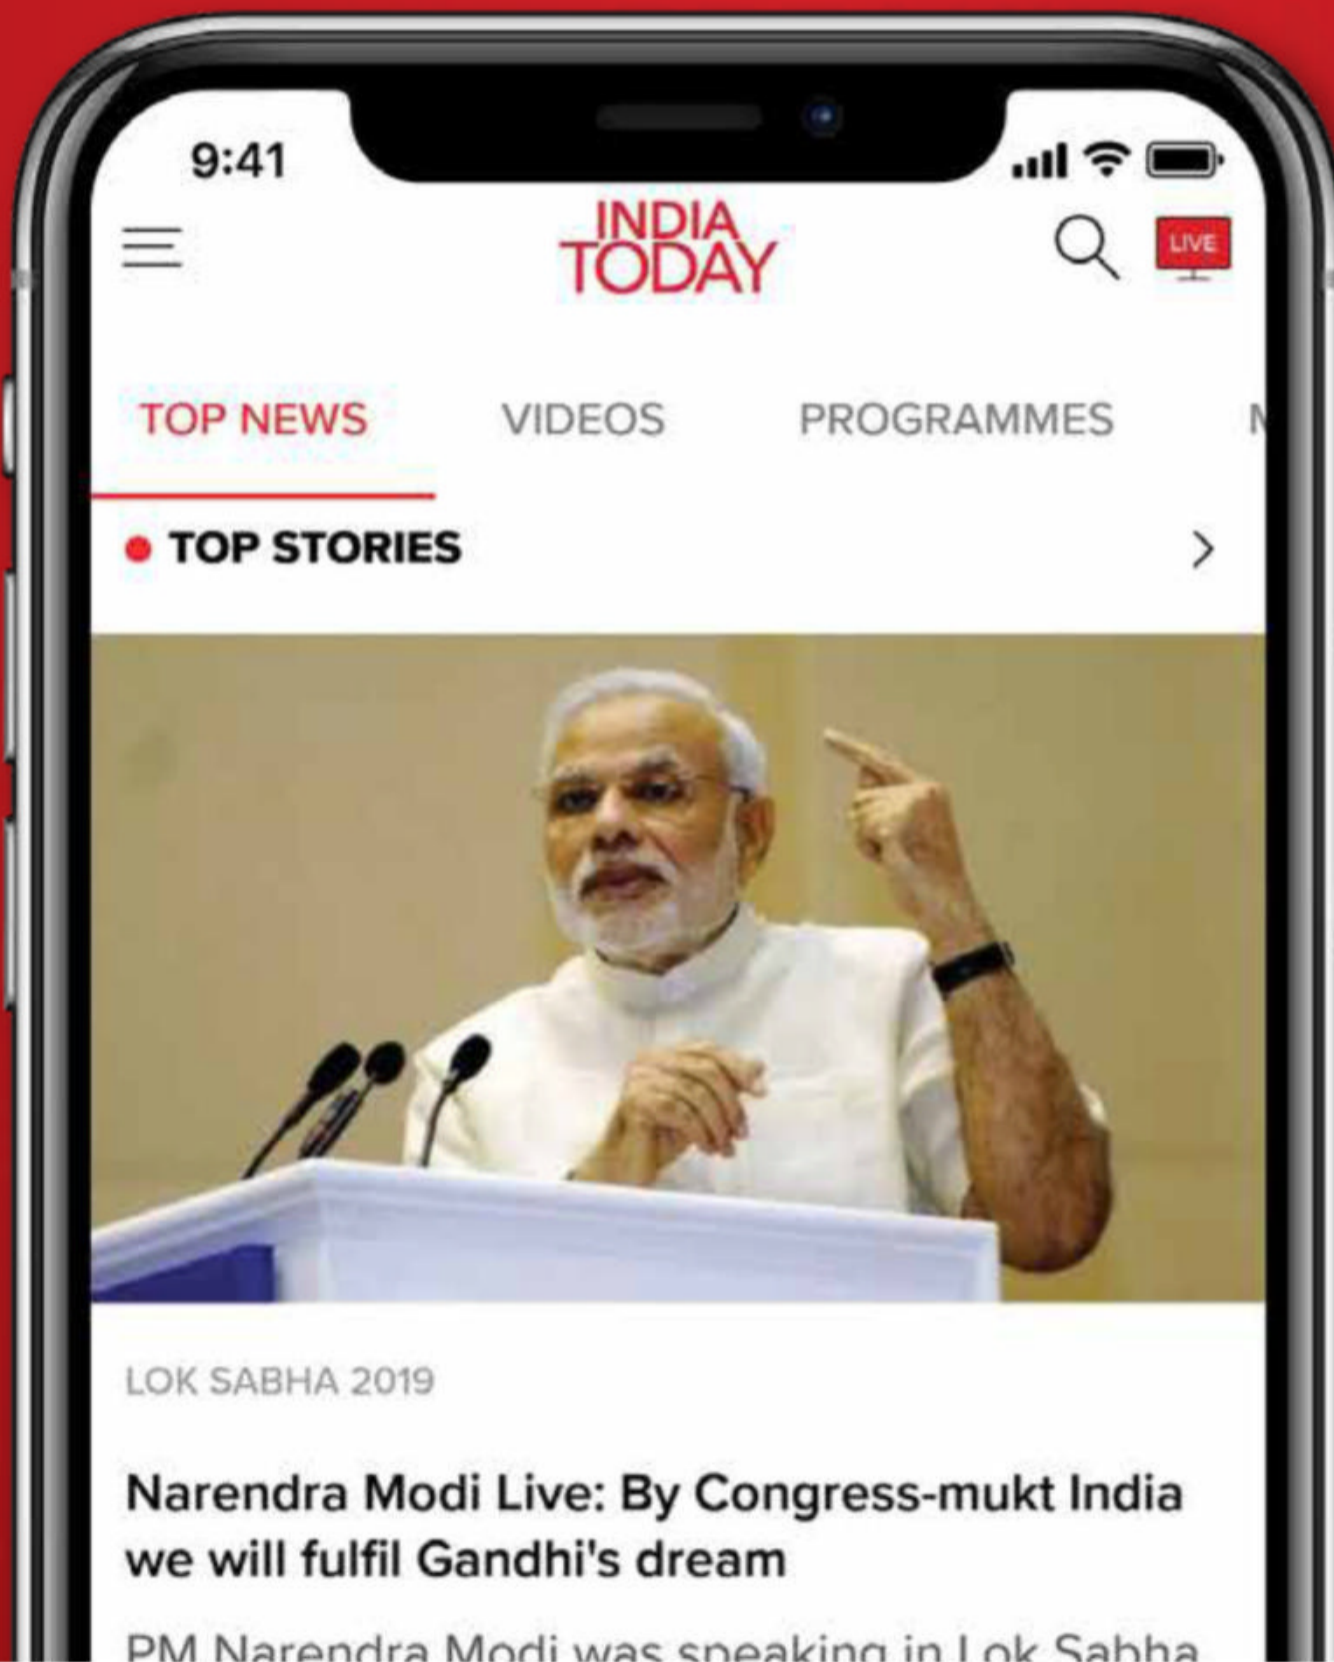 9:41
INDIA
TODAY
LIVE
TOP NEWS
VIDEOS
PROGRAMMES
TOP STORIES
LOK SABHA 2019
Narendra Modi Live: By Congress-mukt India
we will fulfil Gandhi's dream
PM Narendra Modi was speaking in Lok Sabha